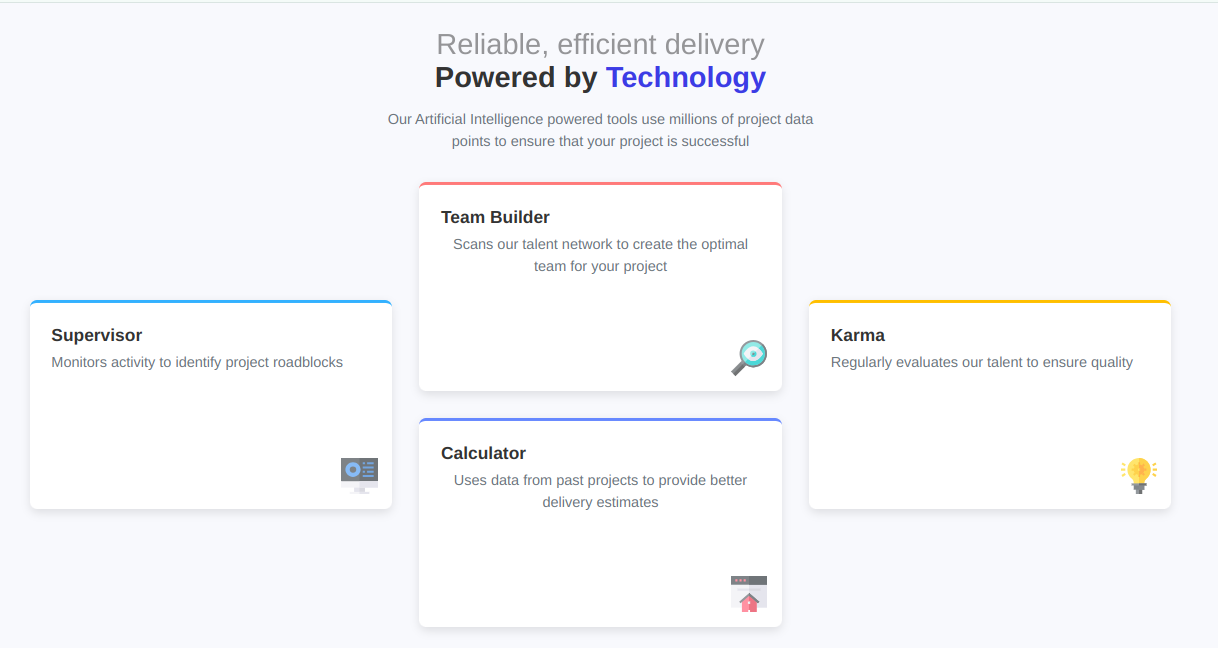 Reliable, efficient delivery
Powered by Technology
Our Artificial Intelligence powered tools use millions of project data
points to ensure that your project is successful
Team Builder
Scans our talent network to create the optimal
team for your project
Supervisor
Monitors activity to identify project roadblocks
Karma
Regularly evaluates our talent to ensure quality
Calculator
Uses data from past projects to provide better
delivery estimates